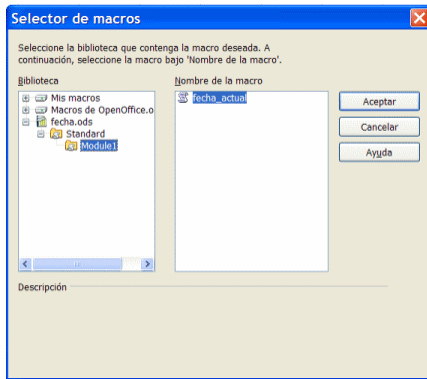 Selector de macros
Seleccione la biblioteca que contenga la macro deseada. A
continuación, seleccione la macro bajo 'Nombre de la macro'.
Biblioteca
Nombre de la macro
Mis macros
Macros de OpenOffice.o
fecha.ods
Standard
Module1
fecha_actual
Aceptar
Cancelar
Ayuda
Descripción